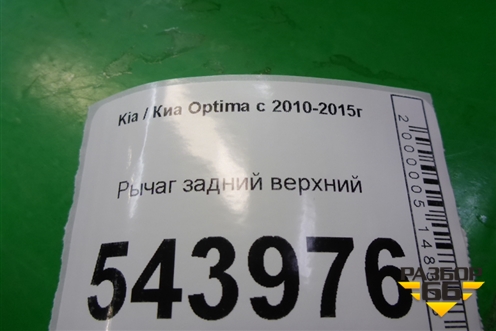 Kia / Киа Optima с 2010-2015г
Рычаг задний верхний
543976
РАЗБОР
66